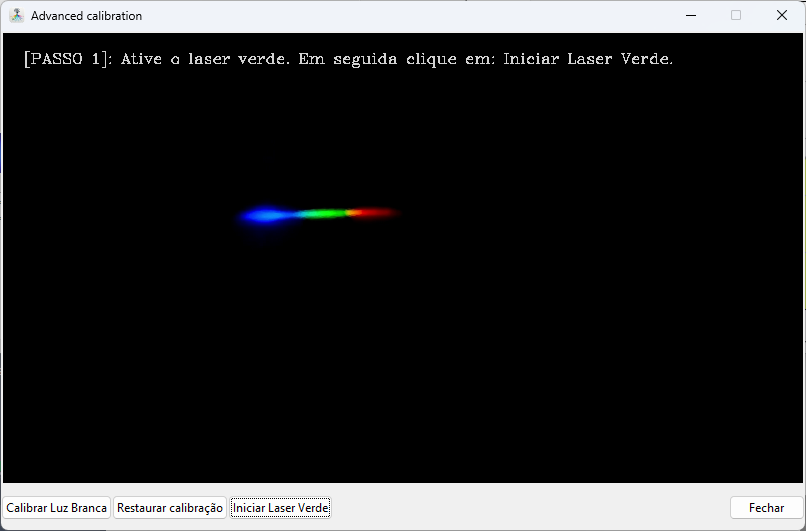 Advanced calibration
[PASSO 1]: Ative o laser verde. Em seguida clique em: Iniciar Laser Verde.
Calibrar Luz Branca Restaurar calibração Iniciar Laser Verde Fechar